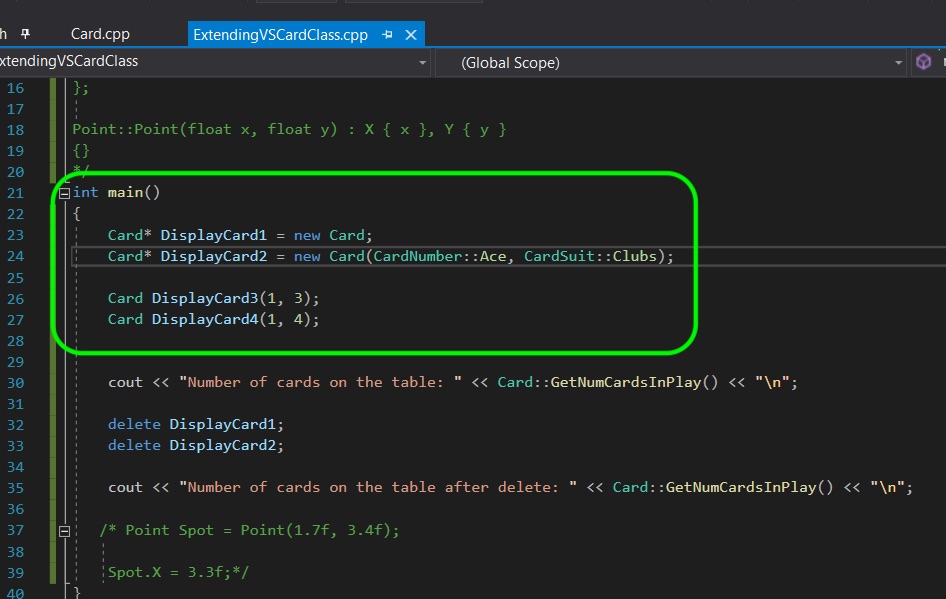 h
Card.cpp
ExtendingVSCardClass.cpp
xtendingVSCardClass
(Global Scope)
16 };
17
18 Point::Point(float x, float y) : X { x }, Y { y }
19 {}
20 */
21 int main()
22 {
23 Card* DisplayCard1 = new Card;
24 Card* DisplayCard2 = new Card(CardNumber::Ace, CardSuit::Clubs);
25
26 Card DisplayCard3(1, 3);
27 Card DisplayCard4(1, 4);
28
29
30 cout << "Number of cards on the table: " << Card::GetNumCardsInPlay() << "\n";
31
32 delete DisplayCard1;
33 delete DisplayCard2;
34
35 cout << "Number of cards on the table after delete: " << Card::GetNumCardsInPlay() << "\n";
36
37 /* Point Spot = Point(1.7f, 3.4f);
38
39 Spot.X = 3.3f;*/
40 }